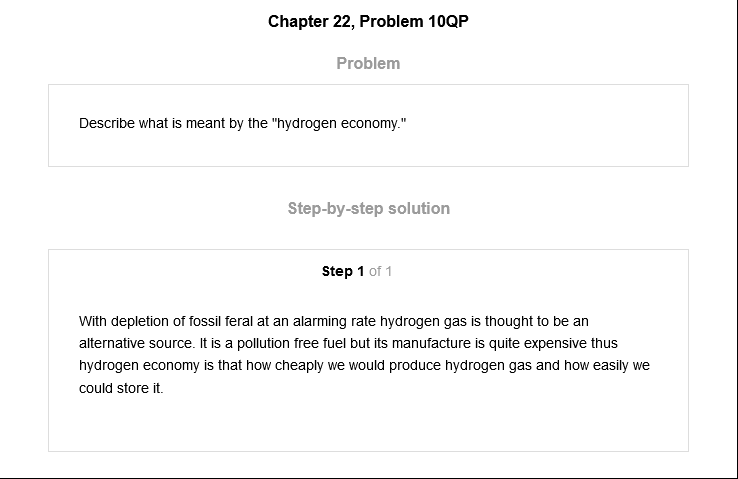 Chapter 22, Problem 10QP
Problem
Describe what is meant by the "hydrogen economy."
Step-by-step solution
Step 1 of 1
With depletion of fossil feral at an alarming rate hydrogen gas is thought to be an
alternative source. It is a pollution free fuel but its manufacture is quite expensive thus
hydrogen economy is that how cheaply we would produce hydrogen gas and how easily we
could store it.